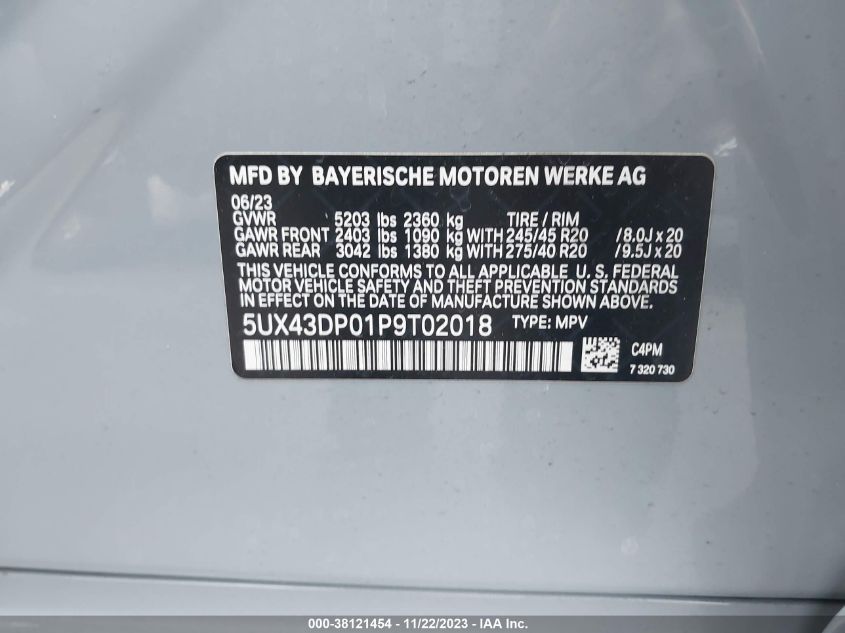 MFD BY BAYERISCHE MOTOREN WERKE AG
06/23
GVWR 5203 lbs 2360 kg TIRE / RIM
GAWR FRONT 2403 lbs 1090 kg WITH 245/45 R20 / 8.0J x 20
GAWR REAR 3042 lbs 1380 kg WITH 275/40 R20 / 9.5J x 20
THIS VEHICLE CONFORMS TO ALL APPLICABLE U. S. FEDERAL
MOTOR VEHICLE SAFETY AND THEFT PREVENTION STANDARDS
IN EFFECT ON THE DATE OF MANUFACTURE SHOWN ABOVE.
5UX43DP01P9T02018 TYPE: MPV
C4PM
7 320 730
000-38121454 - 11/22/2023 - IAA Inc.